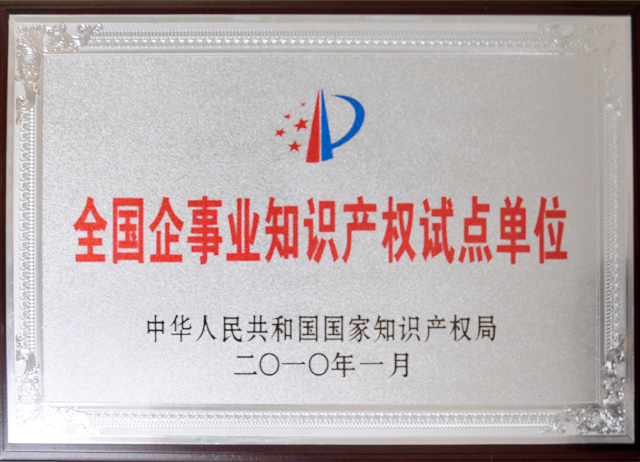 全国企事业知识产权试点单位
中华人民共和国国家知识产权局
二〇一〇年一月